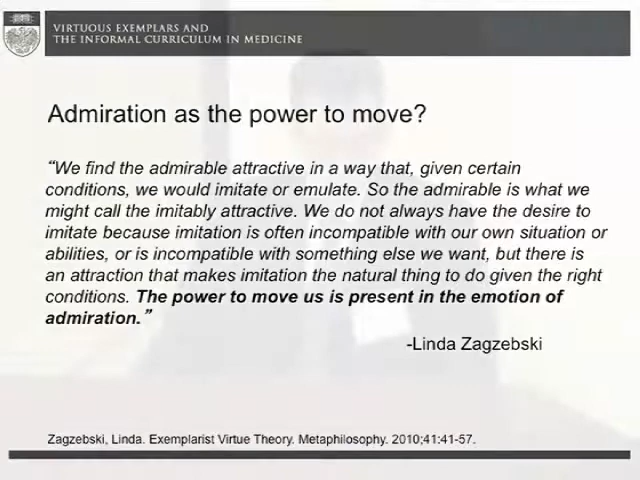 VIRTUOUS EXEMPLARS AND
THE INFORMAL CURRICULUM IN MEDICINE
Admiration as the power to move?
“We find the admirable attractive in a way that, given certain
conditions, we would imitate or emulate. So the admirable is what we
might call the imitably attractive. We do not always have the desire to
imitate because imitation is often incompatible with our own situation or
abilities, or is incompatible with something else we want, but there is
an attraction that makes imitation the natural thing to do given the right
conditions. The power to move us is present in the emotion of
admiration.”
-Linda Zagzebski
Zagzebski, Linda. Exemplarist Virtue Theory. Metaphilosophy. 2010;41:41-57.